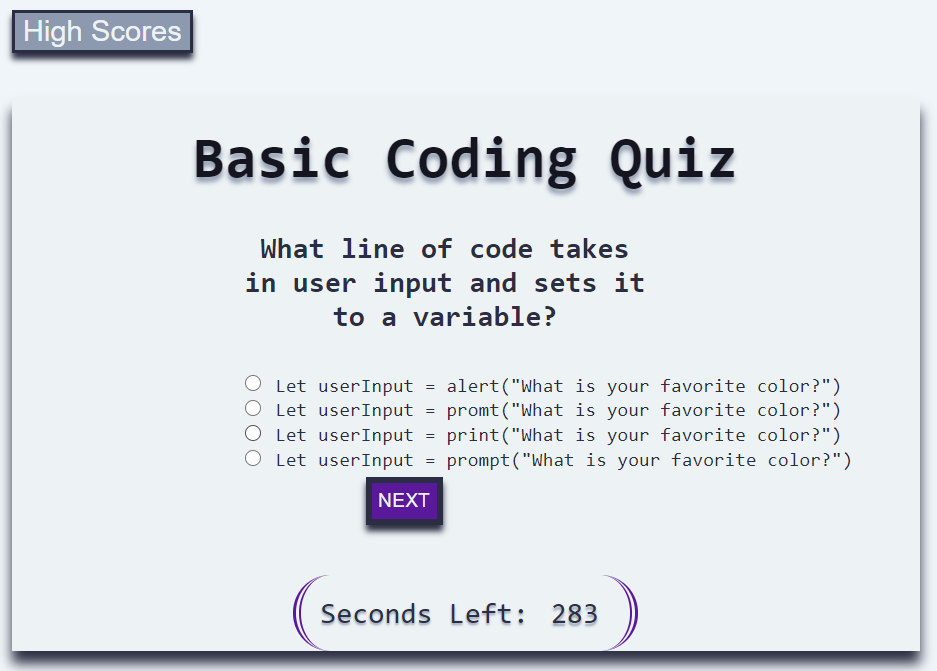 High Scores
Basic Coding Quiz
What line of code takes
in user input and sets it
to a variable?
Let userInput = alert("What is your favorite color?")
Let userInput = promt("What is your favorite color?")
Let userInput = print("What is your favorite color?")
Let userInput = prompt("What is your favorite color?")
NEXT
Seconds Left: 283